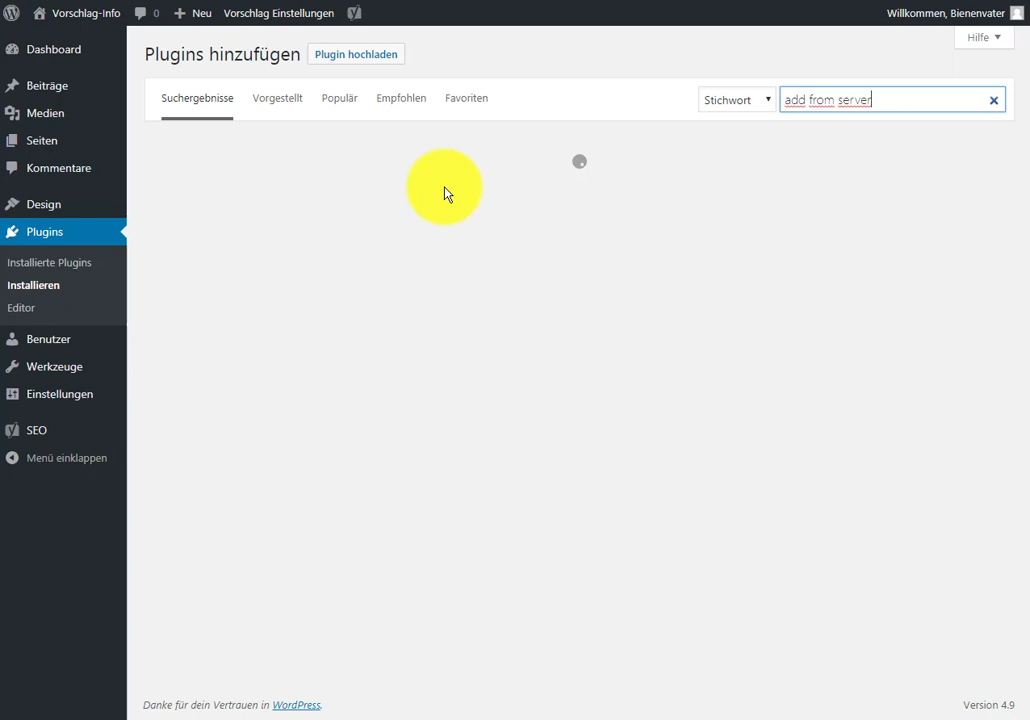 Vorschlag-Info 0 Neu Vorschlag Einstellungen Willkommen, Bienenvater
Hilfe
Plugins hinzufügen Plugin hochladen
Suchergebnisse Vorgestellt Populär Empfohlen Favoriten Stichwort add from server
Dashboard
Beiträge
Medien
Seiten
Kommentare
Design
Plugins
Installierte Plugins
Installieren
Editor
Benutzer
Werkzeuge
Einstellungen
SEO
Menü einklappen
Danke für dein Vertrauen in WordPress. Version 4.9